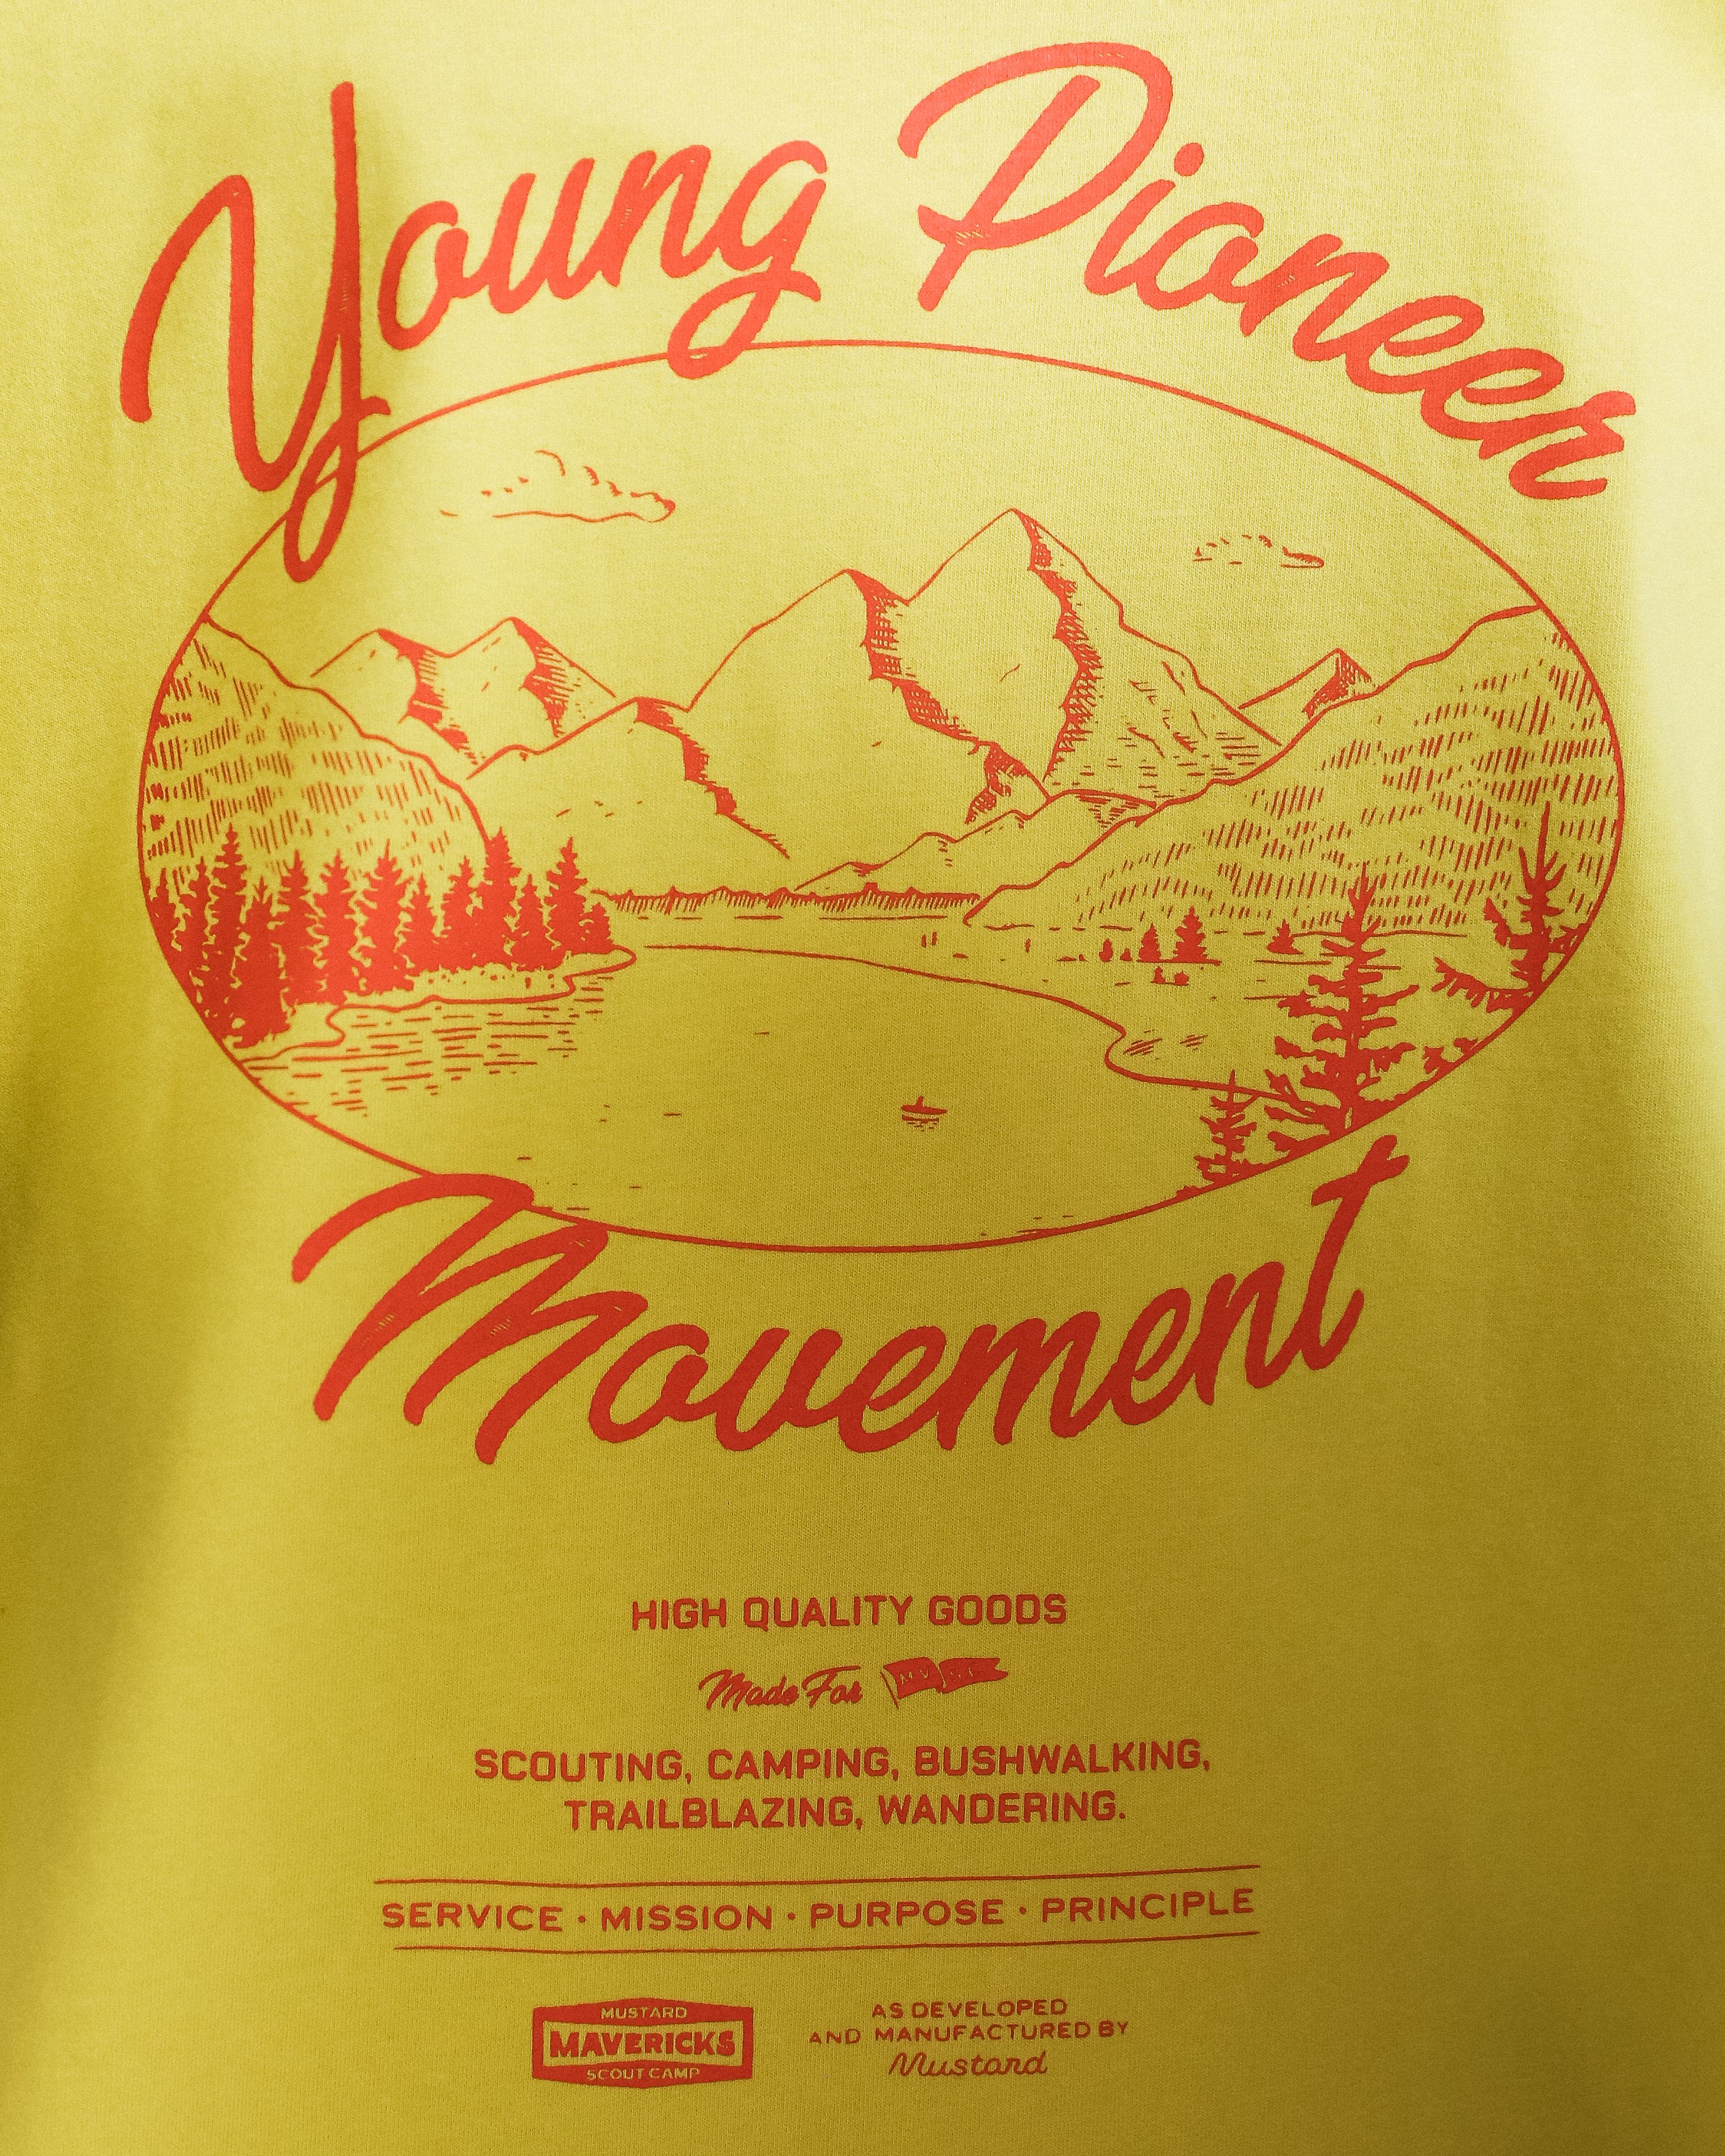 Young Pioneer
Movement
HIGH QUALITY GOODS
Made For
SCOUTING, CAMPING, BUSHWALKING,
TRAILBLAZING, WANDERING.
SERVICE · MISSION · PURPOSE · PRINCIPLE
MUSTARD
MAVERICKS
SCOUT CAMP
AS DEVELOPED
AND MANUFACTURED BY
Mustard